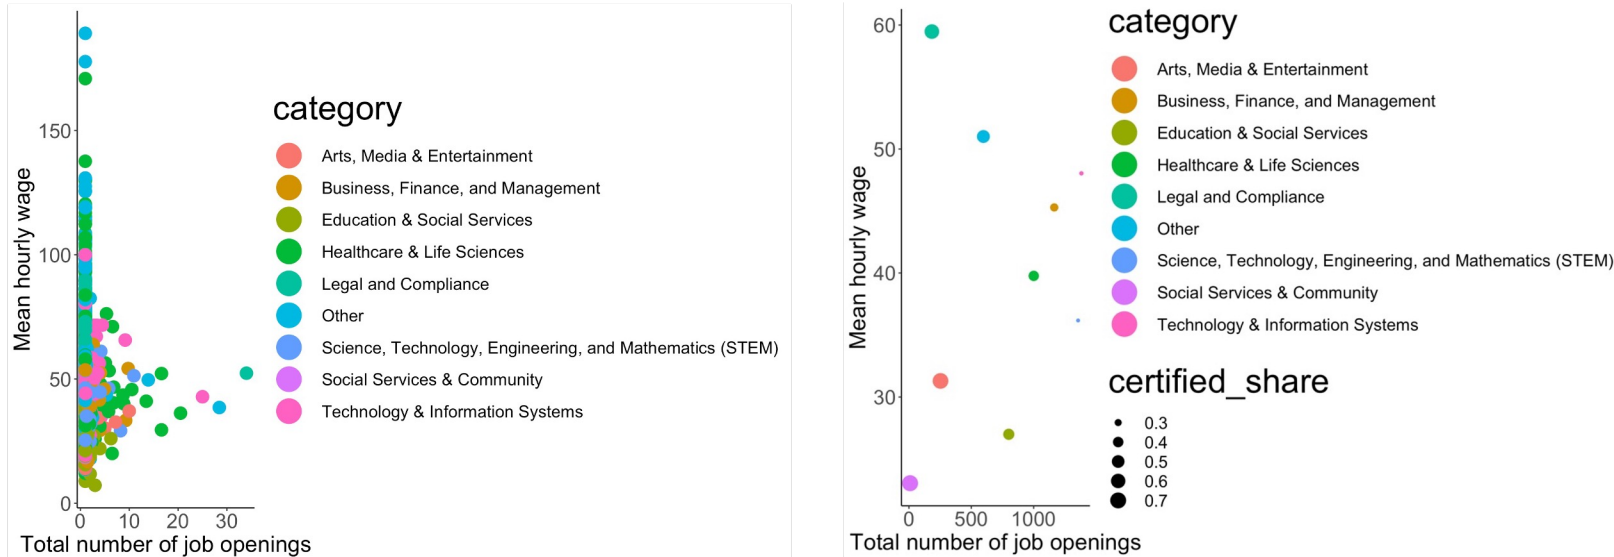 category
Arts, Media & Entertainment
Business, Finance, and Management
Education & Social Services
Healthcare & Life Sciences
Legal and Compliance
Other
Science, Technology, Engineering, and Mathematics (STEM)
Social Services & Community
Technology & Information Systems
Mean hourly wage
150
100
50
0
0 10 20 30
Total number of job openings
category
Arts, Media & Entertainment
Business, Finance, and Management
Education & Social Services
Healthcare & Life Sciences
Legal and Compliance
Other
Science, Technology, Engineering, and Mathematics (STEM)
Social Services & Community
Technology & Information Systems
certified_share
0.3
0.4
0.5
0.6
0.7
Mean hourly wage
60
50
40
30
0 500 1000
Total number of job openings